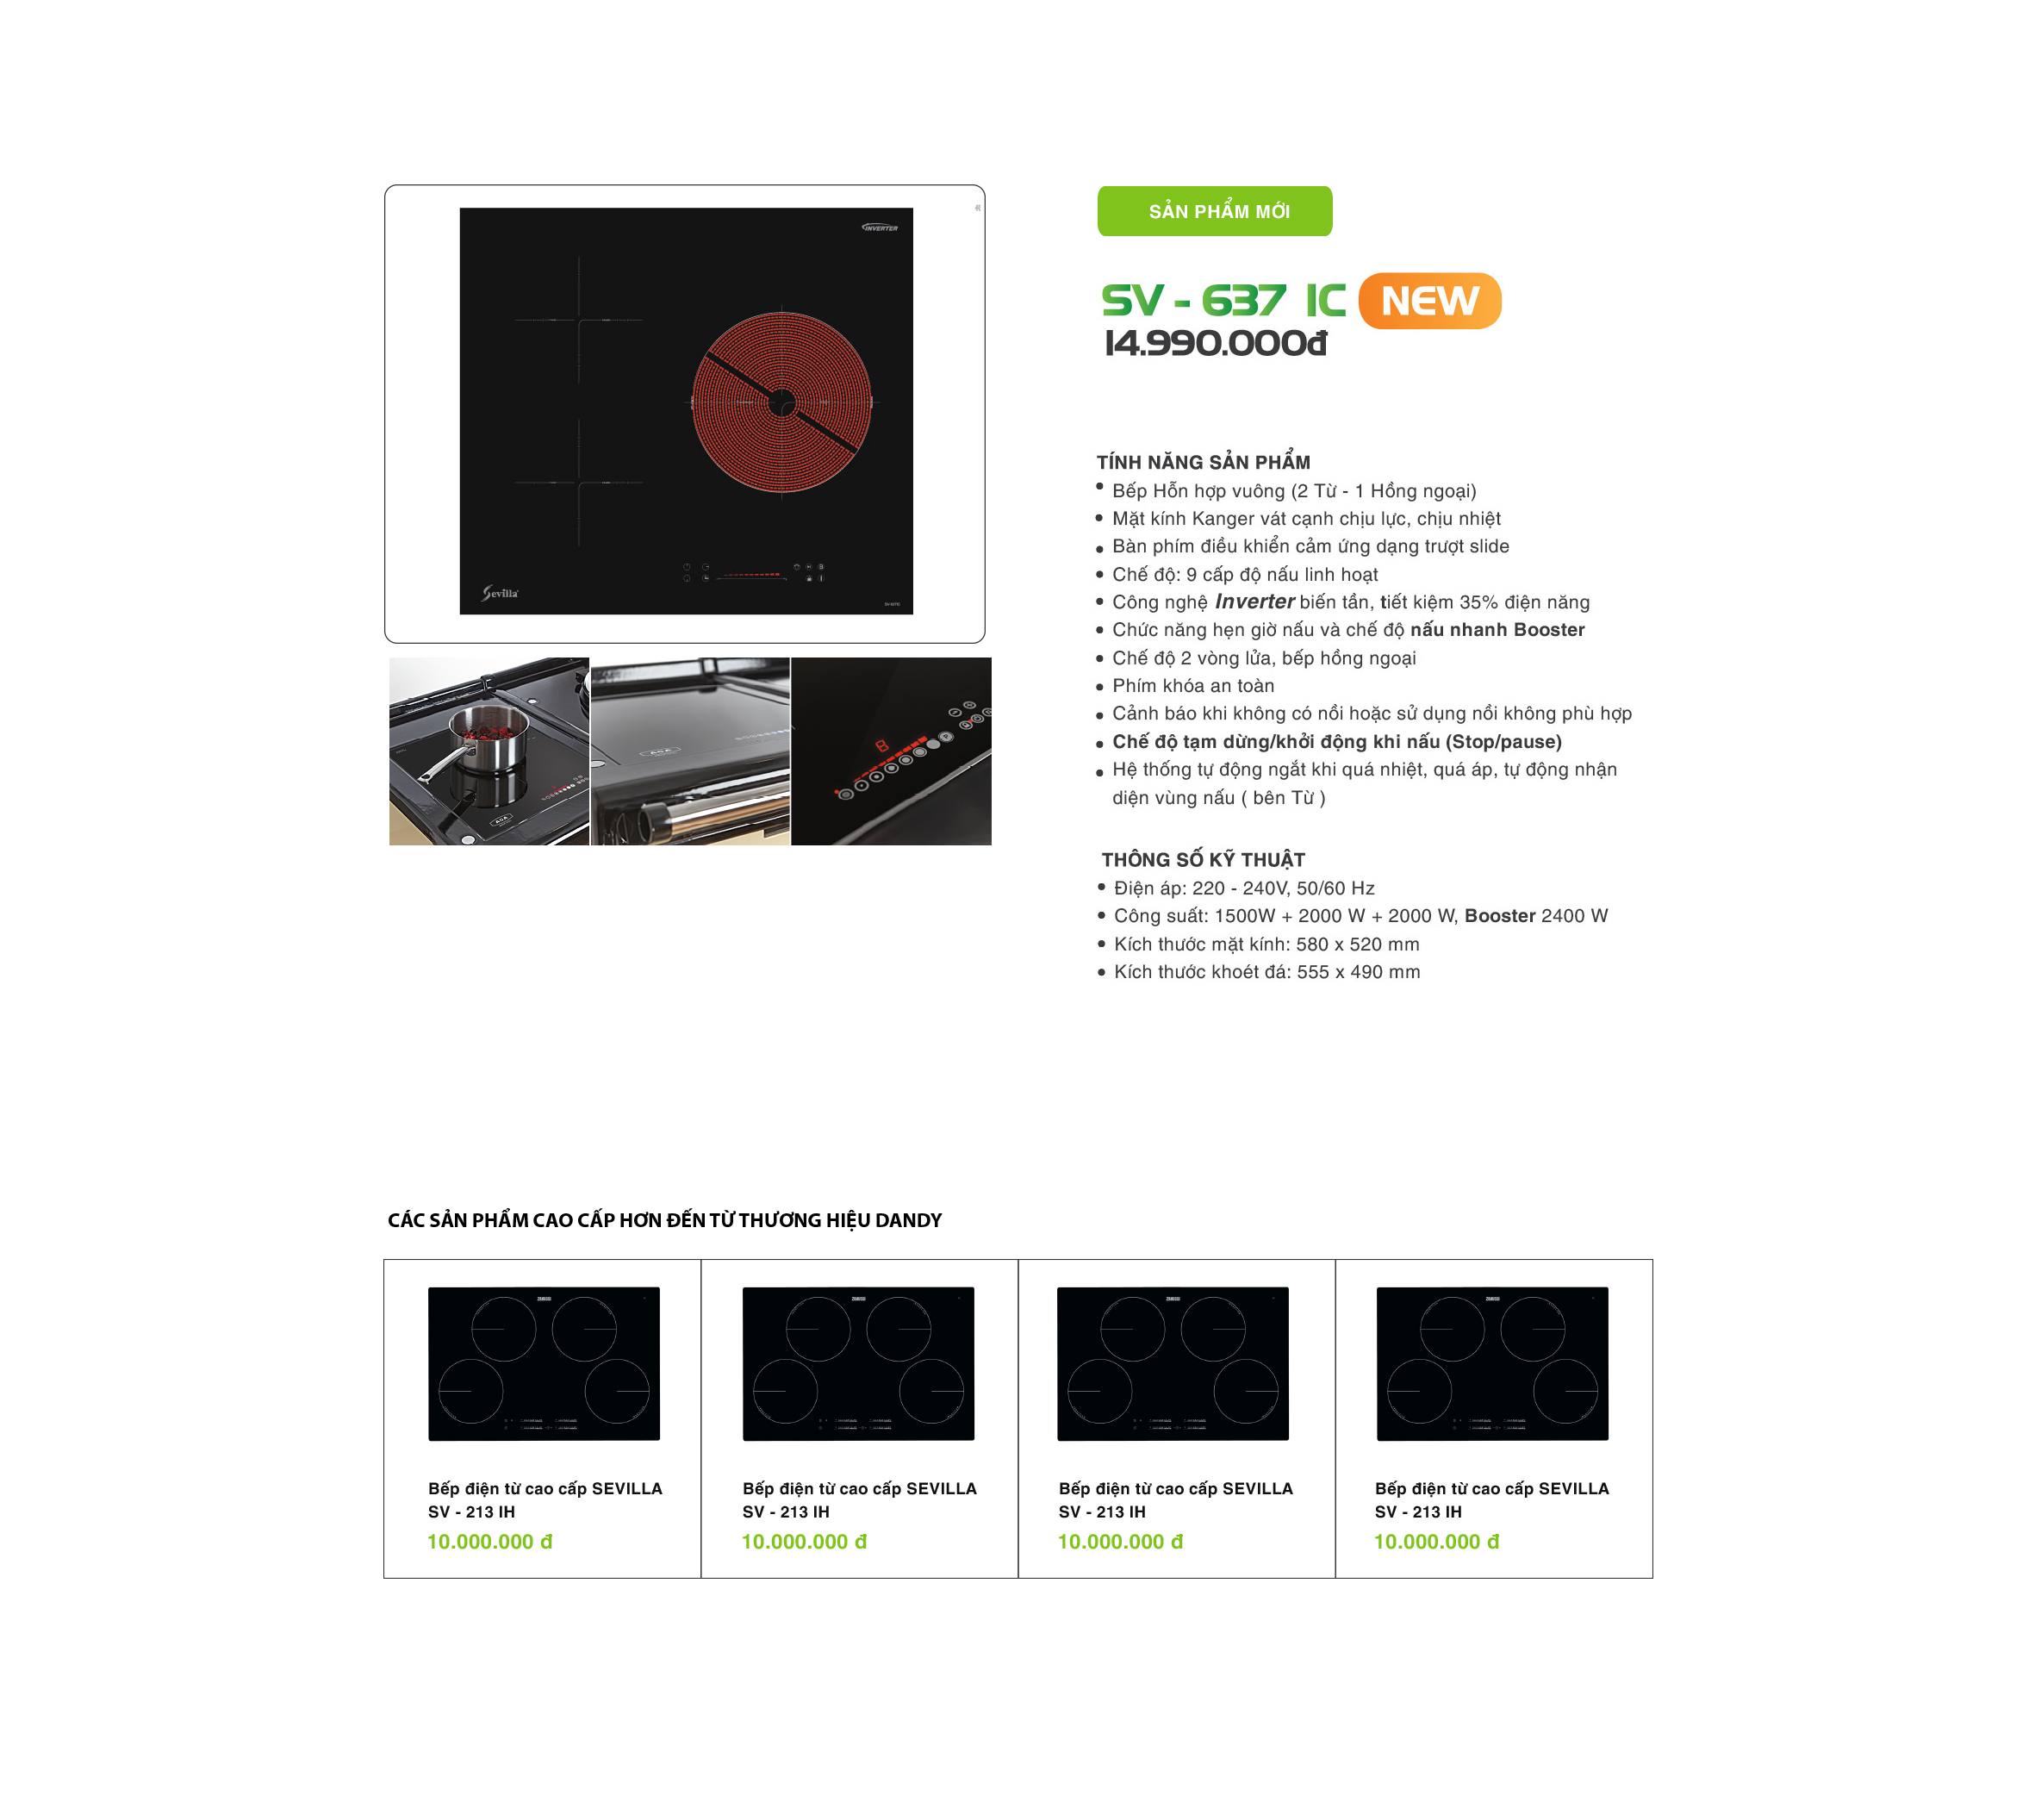 INVERTER
Sevilla
SẢN PHẨM MỚI
SV - 637 IC NEW
14.990.000đ
TÍNH NĂNG SẢN PHẨM
• Bếp Hỗn hợp vuông (2 Từ - 1 Hồng ngoại)
• Mặt kính Kanger vát cạnh chịu lực, chịu nhiệt
• Bàn phím điều khiển cảm ứng dạng trượt slide
• Chế độ: 9 cấp độ nấu linh hoạt
• Công nghệ Inverter biến tần, tiết kiệm 35% điện năng
• Chức năng hẹn giờ nấu và chế độ nấu nhanh Booster
• Chế độ 2 vòng lửa, bếp hồng ngoại
• Phím khóa an toàn
• Cảnh báo khi không có nồi hoặc sử dụng nồi không phù hợp
• Chế độ tạm dừng/khởi động khi nấu (Stop/pause)
• Hệ thống tự động ngắt khi quá nhiệt, quá áp, tự động nhận
diện vùng nấu ( bên Từ )
THÔNG SỐ KỸ THUẬT
• Điện áp: 220 - 240V, 50/60 Hz
• Công suất: 1500W + 2000 W + 2000 W, Booster 2400 W
• Kích thước mặt kính: 580 x 520 mm
• Kích thước khoét đá: 555 x 490 mm
AGA
AGA
CÁC SẢN PHẨM CAO CẤP HƠN ĐẾN TỪ THƯƠNG HIỆU DANDY
Bếp điện từ cao cấp SEVILLA
SV - 213 IH
10.000.000 đ
Bếp điện từ cao cấp SEVILLA
SV - 213 IH
10.000.000 đ
Bếp điện từ cao cấp SEVILLA
SV - 213 IH
10.000.000 đ
Bếp điện từ cao cấp SEVILLA
SV - 213 IH
10.000.000 đ